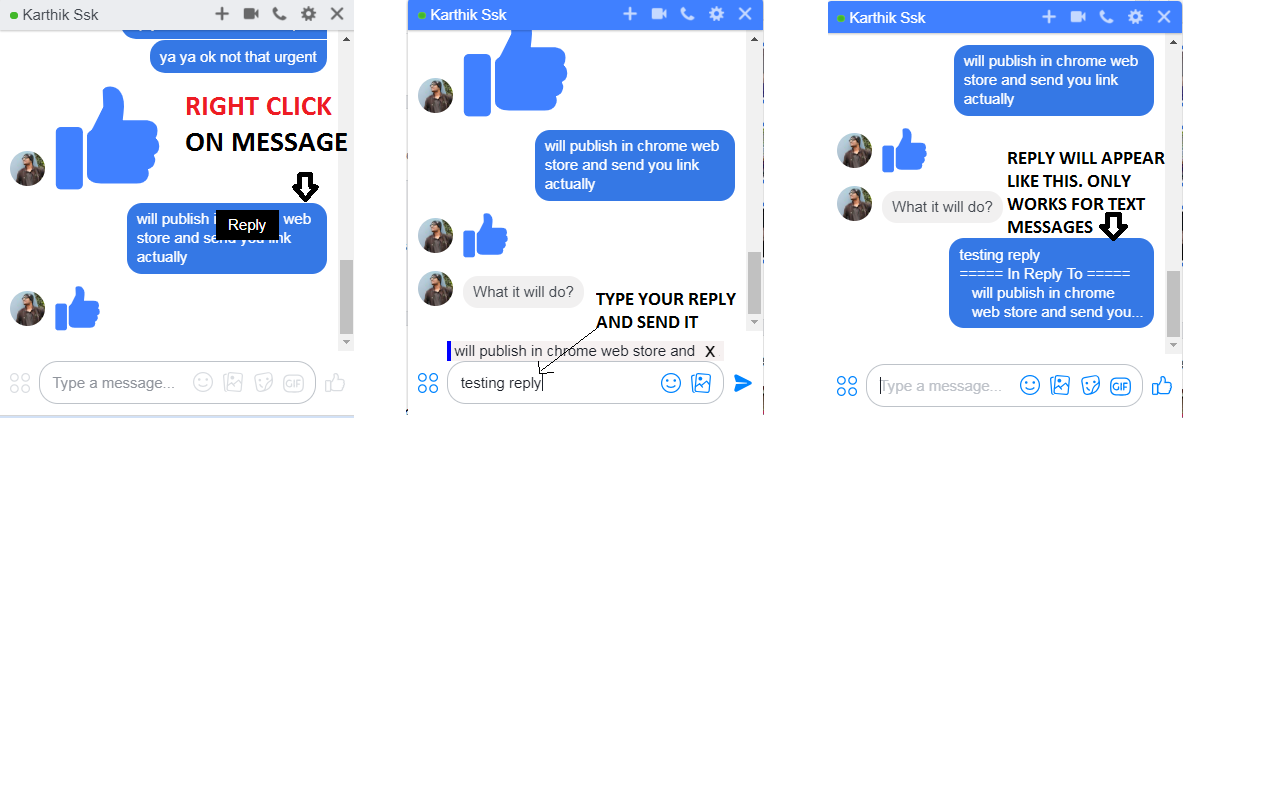 Karthik Ssk
ya ya ok not that urgent
RIGHT CLICK
ON MESSAGE
Reply
will publish i web
store and send you link
actually
Type a message...
GIF
Karthik Ssk
will publish in chrome web
store and send you link
actually
What it will do?
TYPE YOUR REPLY
AND SEND IT
will publish in chrome web store and X
testing reply
Karthik Ssk
will publish in chrome web
store and send you link
actually
REPLY WILL APPEAR
LIKE THIS. ONLY
WORKS FOR TEXT
MESSAGES
What it will do?
testing reply
===== In Reply To =====
will publish in chrome
web store and send you...
Type a message...
GIF